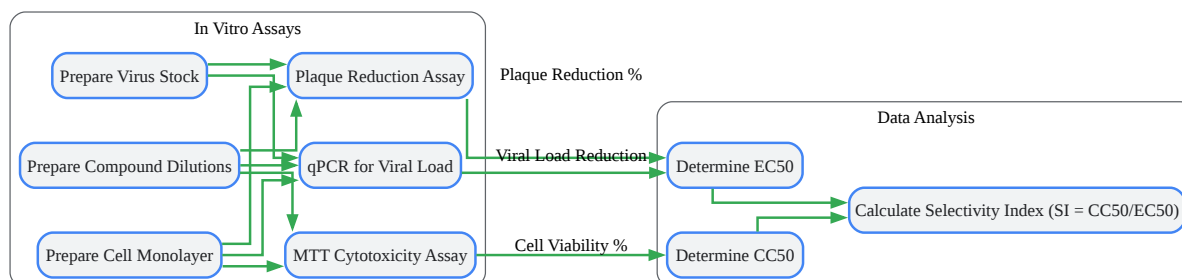 In Vitro Assays
Prepare Virus Stock
Plaque Reduction Assay
Plaque Reduction %
Data Analysis
Prepare Compound Dilutions
qPCR for Viral Load
Viral Load Reduction
Determine EC50
Calculate Selectivity Index (SI = CC50/EC50)
Prepare Cell Monolayer
MTT Cytotoxicity Assay
Cell Viability %
Determine CC50